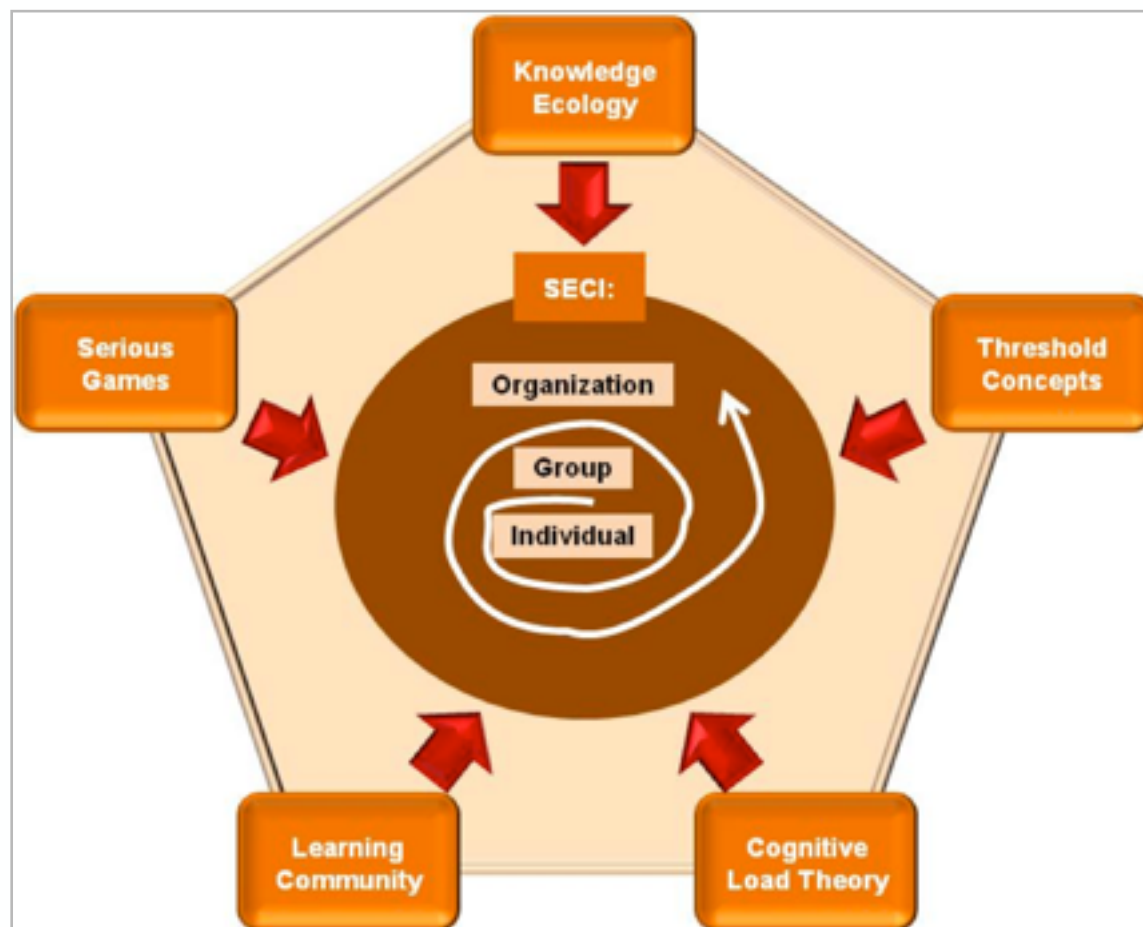 Knowledge
Ecology
SECI:
Serious
Games
Threshold
Concepts
Organization
Group
Individual
Learning
Community
Cognitive
Load Theory